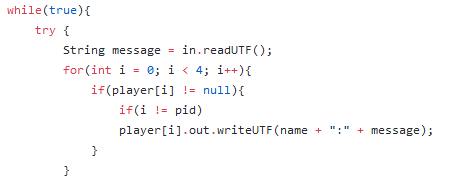 while(true){
    try {
        String message = in.readUTF();
        for(int i = 0; i < 4; i++){
            if(player[i] != null){
                if(i != pid)
                player[i].out.writeUTF(name + ":" + message);
            }
        }